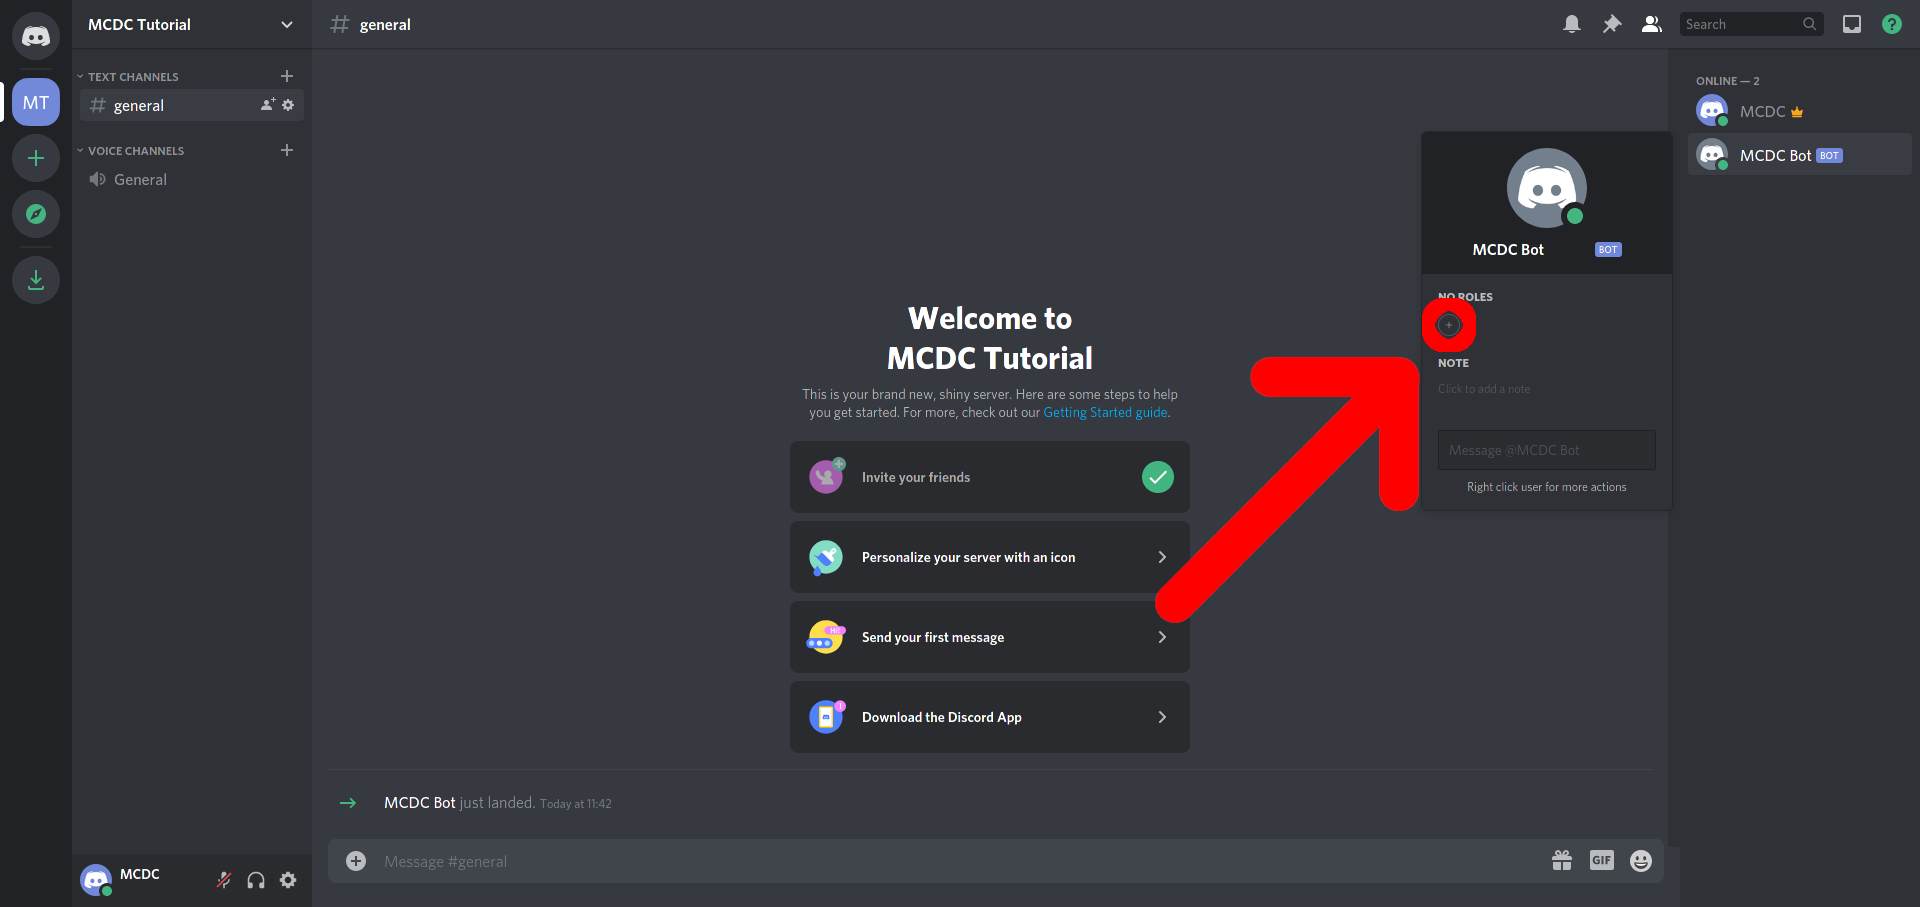 MCDC Tutorial
general
Search
MT
TEXT CHANNELS
general
VOICE CHANNELS
General
Welcome to
MCDC Tutorial
This is your brand new, shiny server. Here are some steps to help
you get started. For more, check out our Getting Started guide.
Invite your friends
Personalize your server with an icon
Hi!
Send your first message
Download the Discord App
MCDC Bot just landed. Today at 11:42
Message #general
GIF
MCDC
MCDC Bot BOT
NO ROLES
NOTE
Click to add a note
Message @MCDC Bot
Right click user for more actions
ONLINE — 2
MCDC
MCDC Bot BOT